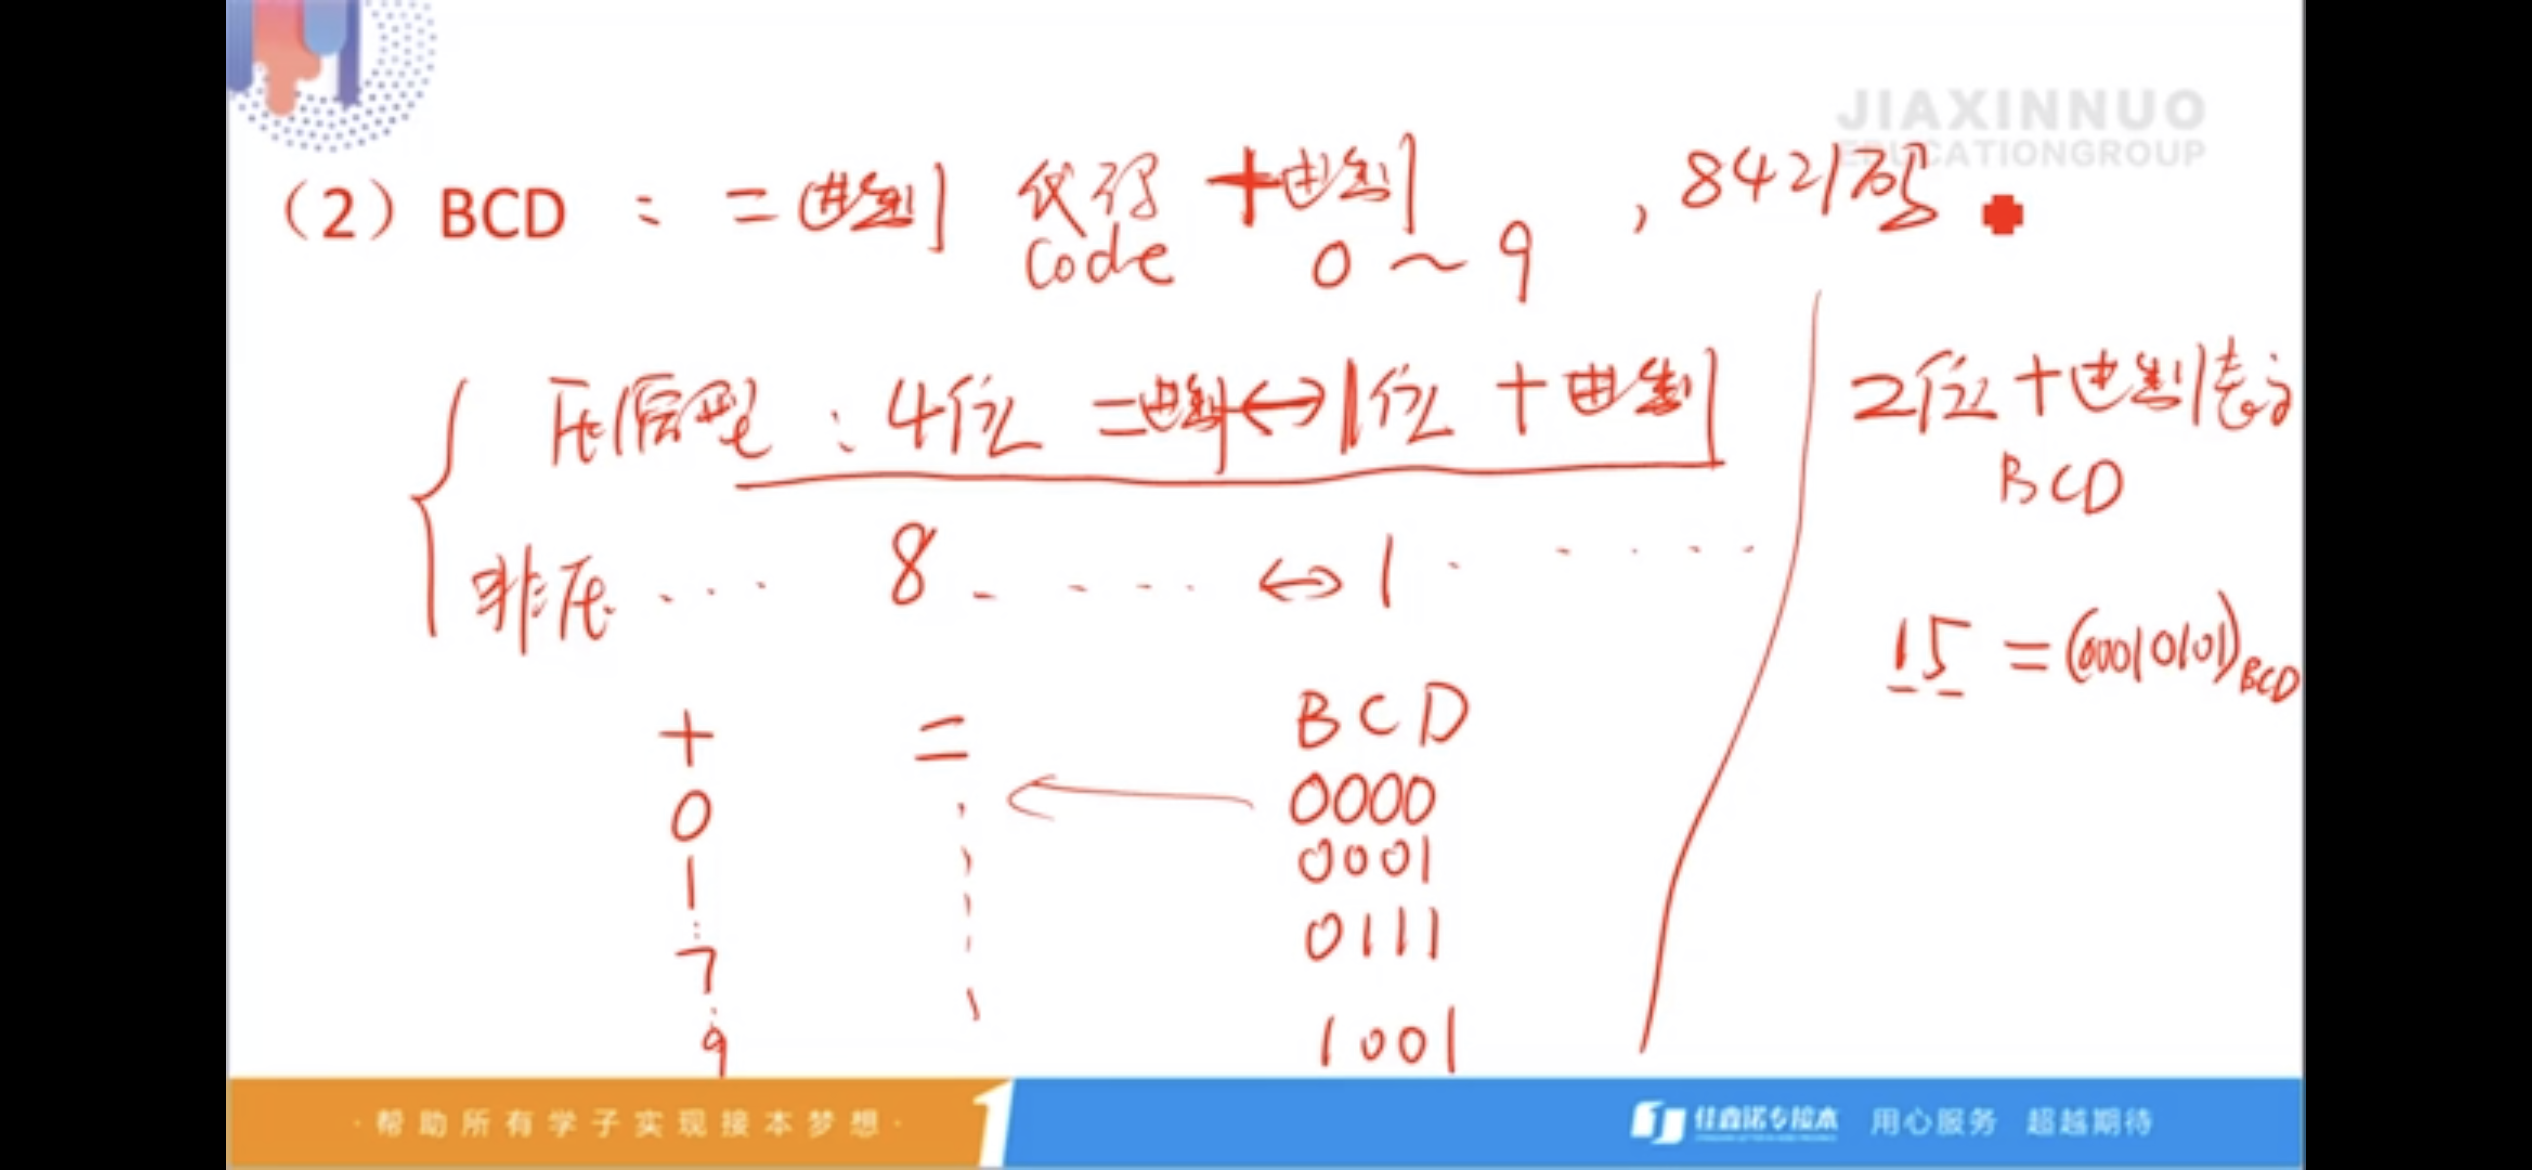 JIAXINNUO
EDUCATIONGROUP
（2）BCD : 二进制 代码 十进制 , 8421码
Code 0～9
压缩型 : 4位 二进制↔1位 十进制
非压 ... 8 - ... ↔ 1 ....
十 二 BCD
0 0000
1 0001
7 0111
9 1001
2位十进制表示
BCD
15 = (00010101)BCD
·帮助所有学子实现接本梦想·
1
佳鑫诺专接本 用心服务 超越期待